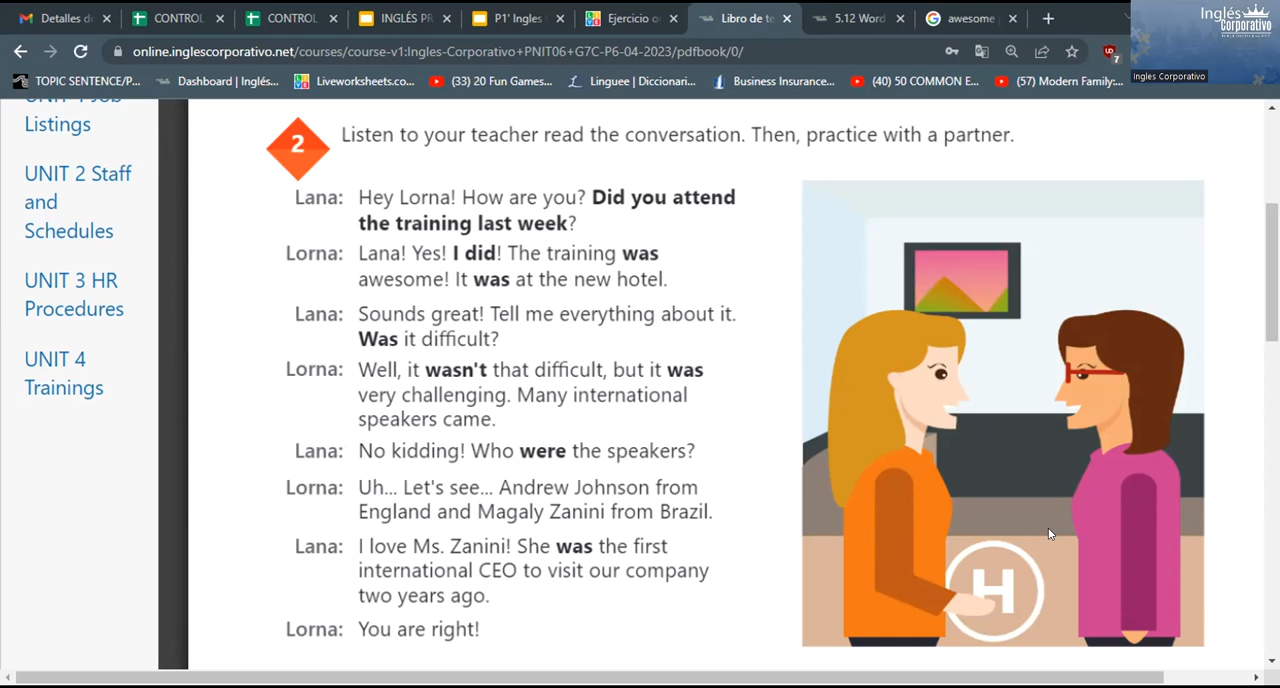 Detalles de
CONTROL
CONTROL
INGLÉS PR
P1' Ingles
Ejercicio o
Libro de te
5.12 Word
awesome
Inglés
Corporativo
online.inglescorporativo.net/courses/course-v1:Ingles-Corporativo+PNIT06+G7C-P6-04-2023/pdfbook/0/
7
Ingles Corporativo
TOPIC SENTENCE/P...
Dashboard | Inglés...
Liveworksheets.co...
(33) 20 Fun Games...
Linguee | Diccionari...
Business Insurance...
(40) 50 COMMON E...
(57) Modern Family:...
UNIT 1 Job
Listings
UNIT 2 Staff
and
Schedules
UNIT 3 HR
Procedures
UNIT 4
Trainings
2
Listen to your teacher read the conversation. Then, practice with a partner.
Lana: Hey Lorna! How are you? Did you attend
the training last week?
Lorna: Lana! Yes! I did! The training was
awesome! It was at the new hotel.
Lana: Sounds great! Tell me everything about it.
Was it difficult?
Lorna: Well, it wasn't that difficult, but it was
very challenging. Many international
speakers came.
Lana: No kidding! Who were the speakers?
Lorna: Uh... Let's see... Andrew Johnson from
England and Magaly Zanini from Brazil.
Lana: I love Ms. Zanini! She was the first
international CEO to visit our company
two years ago.
Lorna: You are right!
H